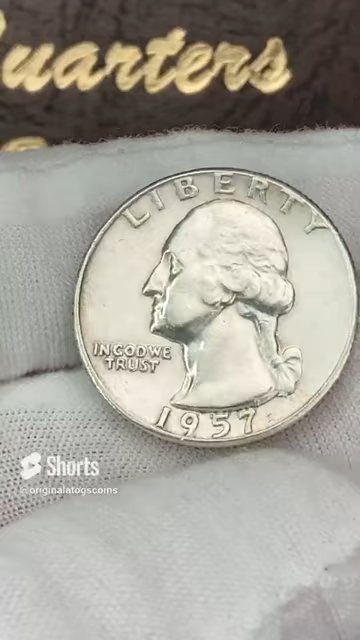 Quarters
LIBERTY
IN GOD WE
TRUST
1957
Shorts
@originalatogscoins